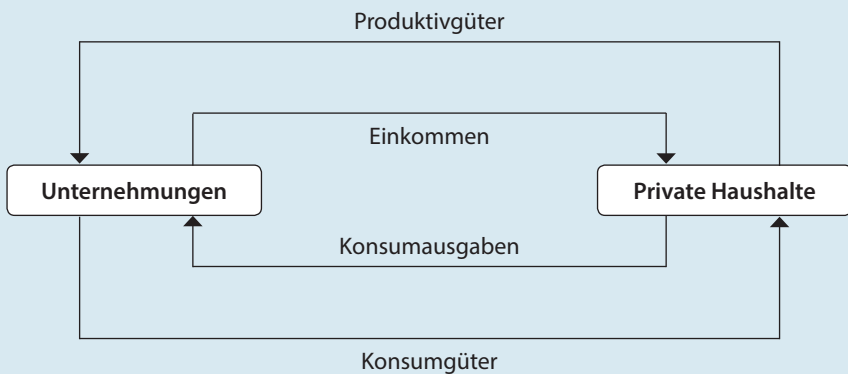 Produktivgüter
Einkommen
Unternehmungen
Private Haushalte
Konsumausgaben
Konsumgüter